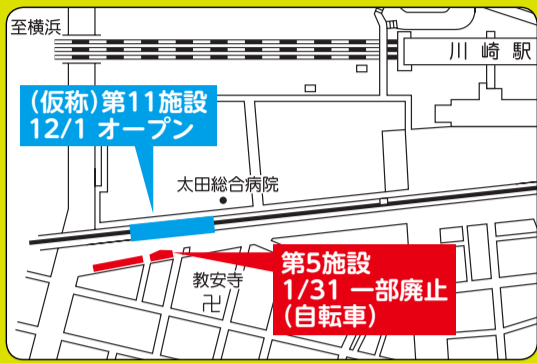 至横浜
川崎駅
(仮称)第11施設
12/1 オープン
太田総合病院
第5施設
1/31 一部廃止
(自転車)
教安寺
卍